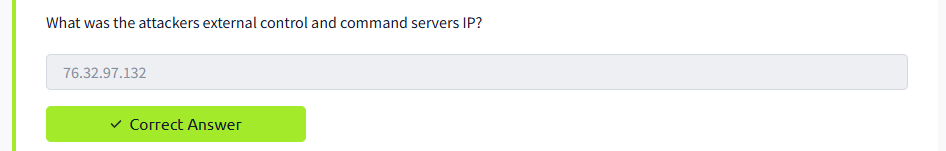 What was the attackers external control and command servers IP?
76.32.97.132
✓ Correct Answer